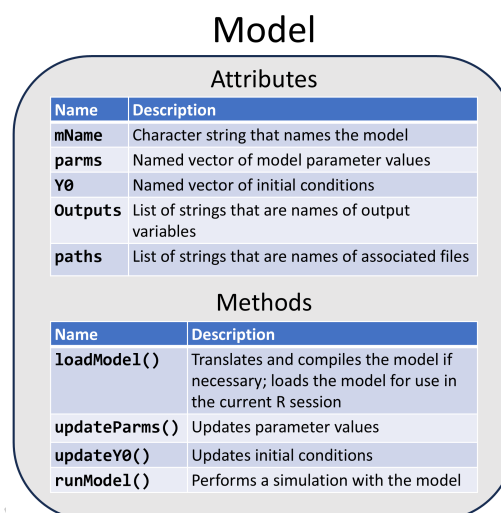 Model
Attributes
Name Description
mName Character string that names the model
parms Named vector of model parameter values
Y0 Named vector of initial conditions
Outputs List of strings that are names of output
variables
paths List of strings that are names of associated files
Methods
Name Description
loadModel() Translates and compiles the model if
necessary; loads the model for use in
the current R session
updateParms() Updates parameter values
updateY0() Updates initial conditions
runModel() Performs a simulation with the model